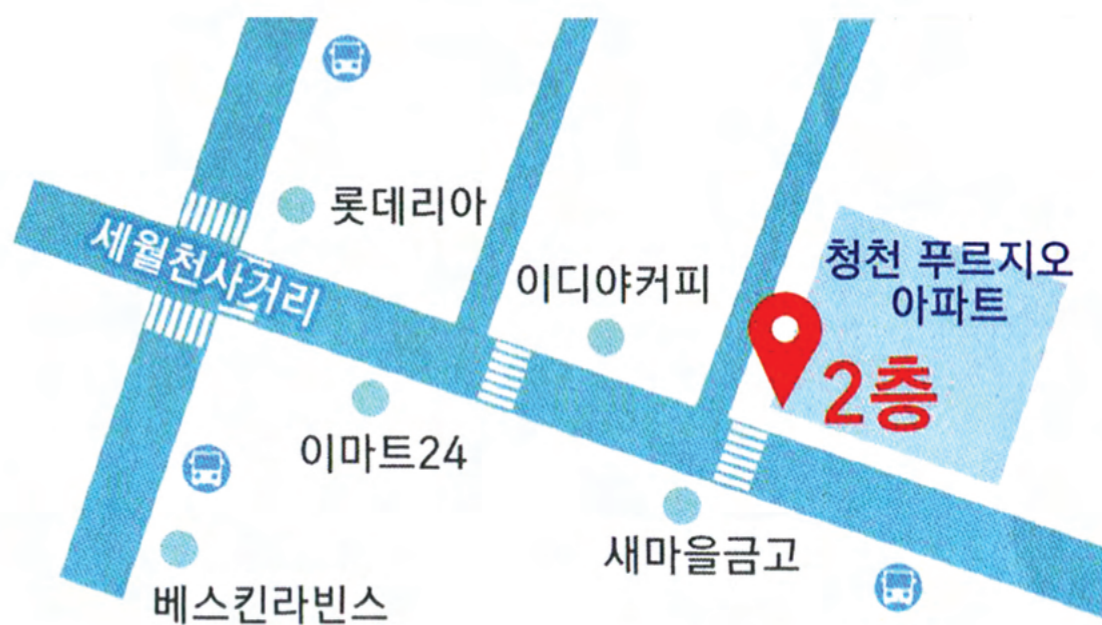 롯데리아
세월천사거리
이디야커피
청천 푸르지오
아파트
2층
이마트24
새마을금고
베스킨라빈스